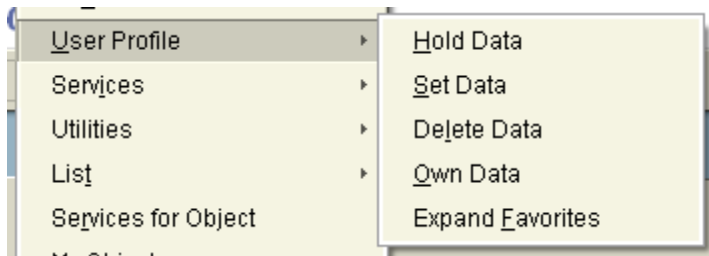 User Profile
Services
Utilities
List
Services for Object
Hold Data
Set Data
Delete Data
Own Data
Expand Favorites